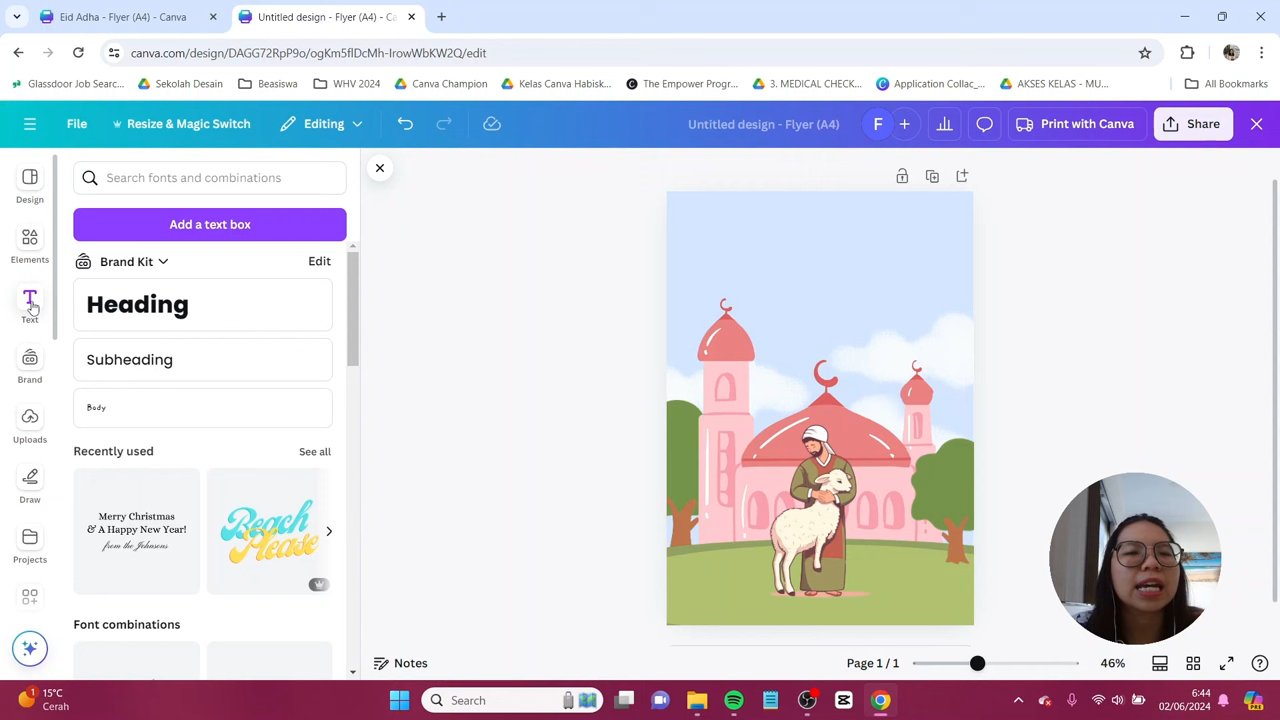 Eid Adha - Flyer (A4) - Canva
Untitled design - Flyer (A4) - Ca
canva.com/design/DAGG72RpP9o/ogKm5flDcMh-IrowWbKW2Q/edit
Glassdoor Job Searc...
Sekolah Desain
Beasiswa
WHV 2024
Canva Champion
Kelas Canva Habisk...
The Empower Progr...
3. MEDICAL CHECK...
Application Collac_...
AKSES KELAS - MU...
All Bookmarks
File
Resize & Magic Switch
Editing
Untitled design - Flyer (A4)
F
Print with Canva
Share
Design
Elements
Text
Brand
Uploads
Draw
Projects
Search fonts and combinations
Add a text box
Brand Kit
Edit
Heading
Subheading
Body
Recently used
See all
Merry Christmas
& A Happy New Year!
from the Johnsons
Beach
Please
Font combinations
Notes
Page 1 / 1
46%
1
15°C
Cerah
Search
6:44
02/06/2024